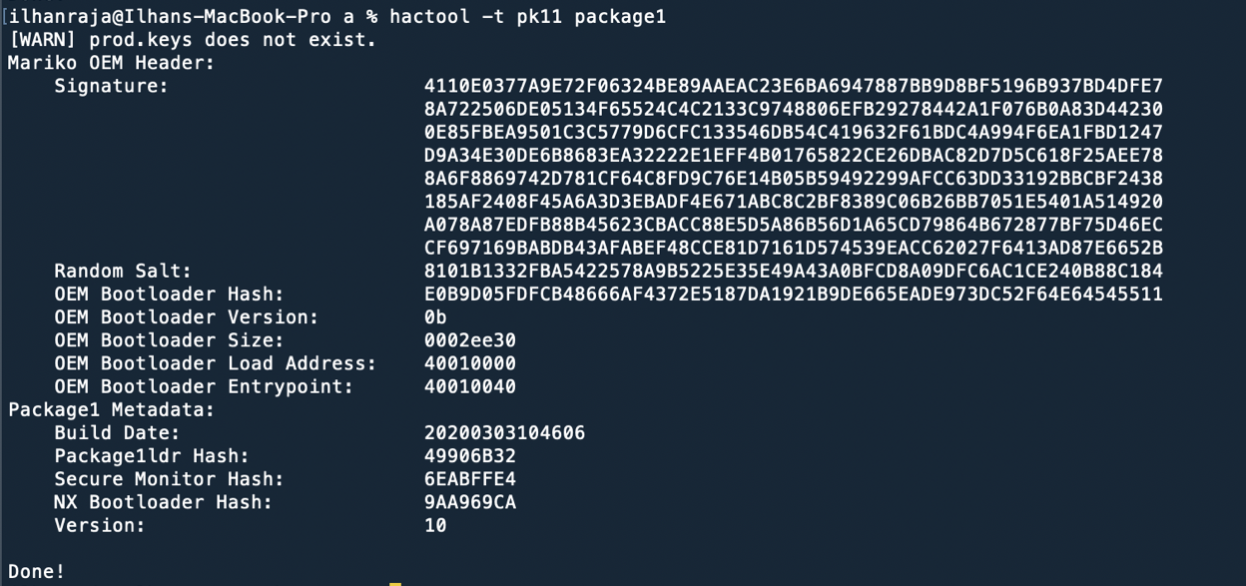 [ilhanraja@Ilhans-MacBook-Pro a % hactool -t pk11 package1
[WARN] prod.keys does not exist.
Mariko OEM Header:
    Signature:                      4110E0377A9E72F06324BE89AAEAC23E6BA6947887BB9D8BF5196B937BD4DFE7
                                    8A722506DE05134F65524C4C2133C9748806EFB29278442A1F076B0A83D44230
                                    0E85FBEA9501C3C5779D6CFC133546DB54C419632F61BDC4A994F6EA1FBD1247
                                    D9A34E30DE6B8683EA32222E1EFF4B01765822CE26DBAC82D7D5C618F25AEE78
                                    8A6F8869742D781CF64C8FD9C76E14B05B59492299AFCC63DD33192BBCBF2438
                                    185AF2408F45A6A3D3EBADF4E671ABC8C2BF8389C06B26BB7051E5401A514920
                                    A078A87EDFB88B45623CBACC88E5D5A86B56D1A65CD79864B672877BF75D46EC
                                    CF697169BABDB43AFABEF48CCE81D7161D574539EACC62027F6413AD87E6652B
    Random Salt:                    8101B1332FBA5422578A9B5225E35E49A43A0BFCD8A09DFC6AC1CE240B88C184
    OEM Bootloader Hash:            E0B9D05FDFCB48666AF4372E5187DA1921B9DE665EADE973DC52F64E64545511
    OEM Bootloader Version:         0b
    OEM Bootloader Size:            0002ee30
    OEM Bootloader Load Address:    40010000
    OEM Bootloader Entrypoint:      40010040
Package1 Metadata:
    Build Date:                     20200303104606
    Package1ldr Hash:               49906B32
    Secure Monitor Hash:            6EABFFE4
    NX Bootloader Hash:             9AA969CA
    Version:                        10
Done!